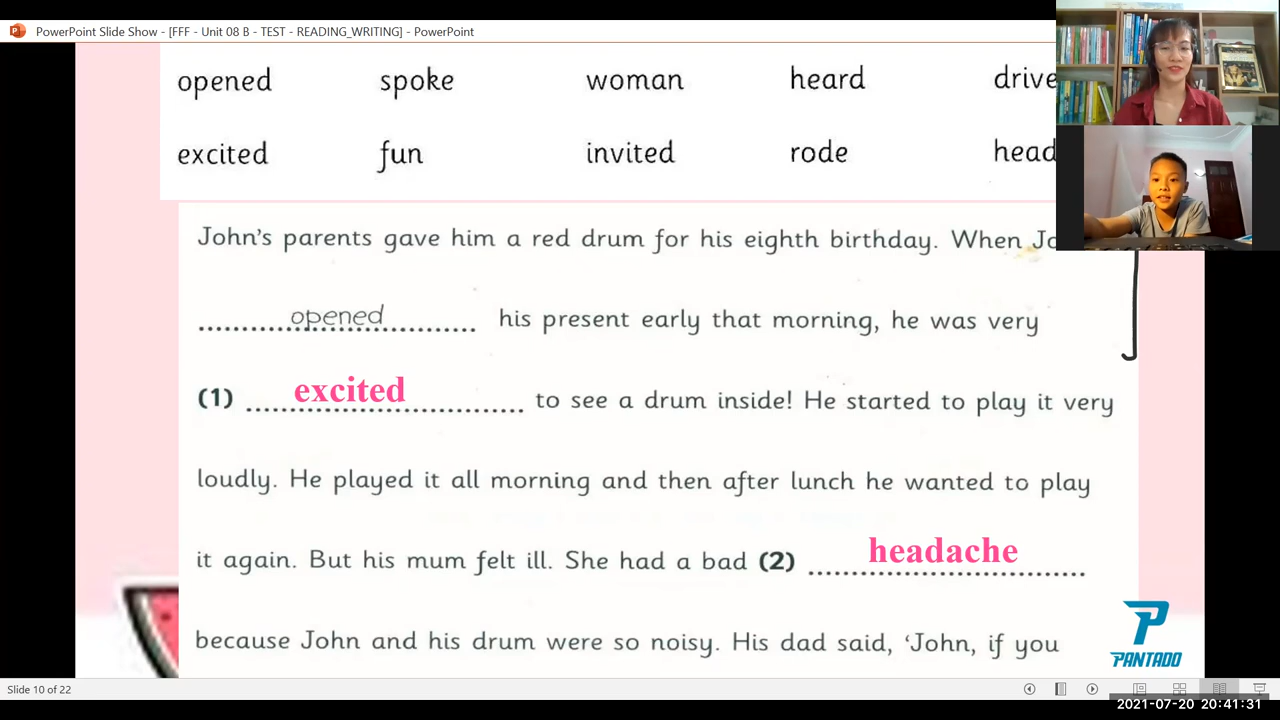 PowerPoint Slide Show - [FFF - Unit 08 B - TEST - READING_WRITING] - PowerPoint
opened spoke woman heard drive
excited fun invited rode head
John's parents gave him a red drum for his eighth birthday. When Jo
opened his present early that morning, he was very
(1) excited to see a drum inside! He started to play it very
loudly. He played it all morning and then after lunch he wanted to play
it again. But his mum felt ill. She had a bad (2) headache
because John and his drum were so noisy. His dad said, 'John, if you
PANTADO
Slide 10 of 22
2021-07-20 20:41:31